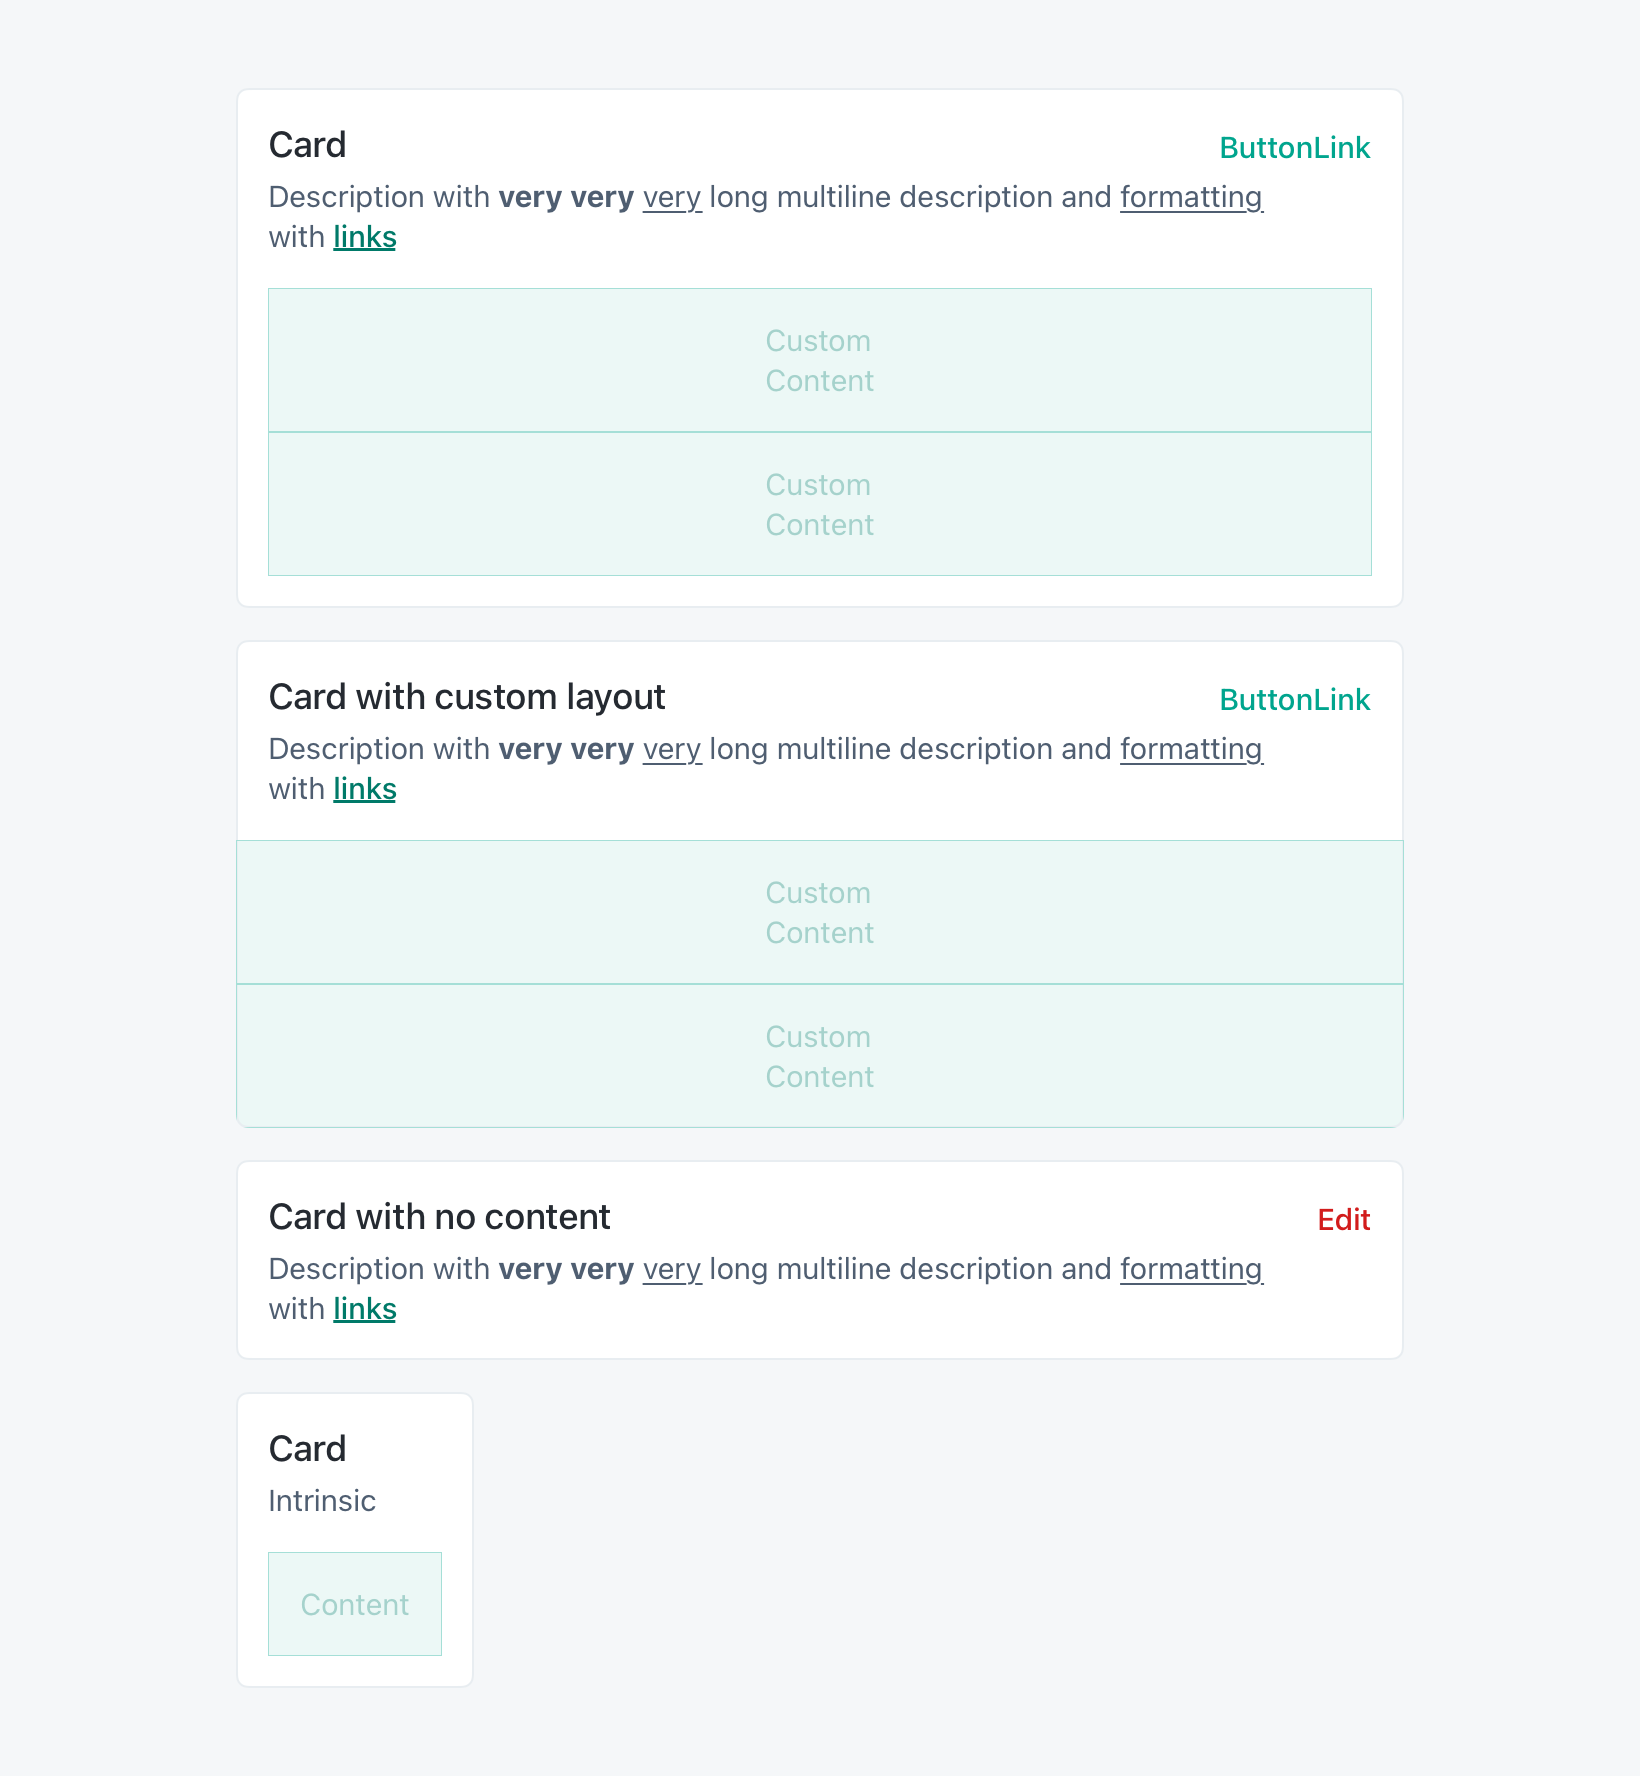 Card
ButtonLink
Description with very very very long multiline description and formatting
with links
Custom
Content
Custom
Content
Card with custom layout
ButtonLink
Description with very very very long multiline description and formatting
with links
Custom
Content
Custom
Content
Card with no content
Edit
Description with very very very long multiline description and formatting
with links
Card
Intrinsic
Content